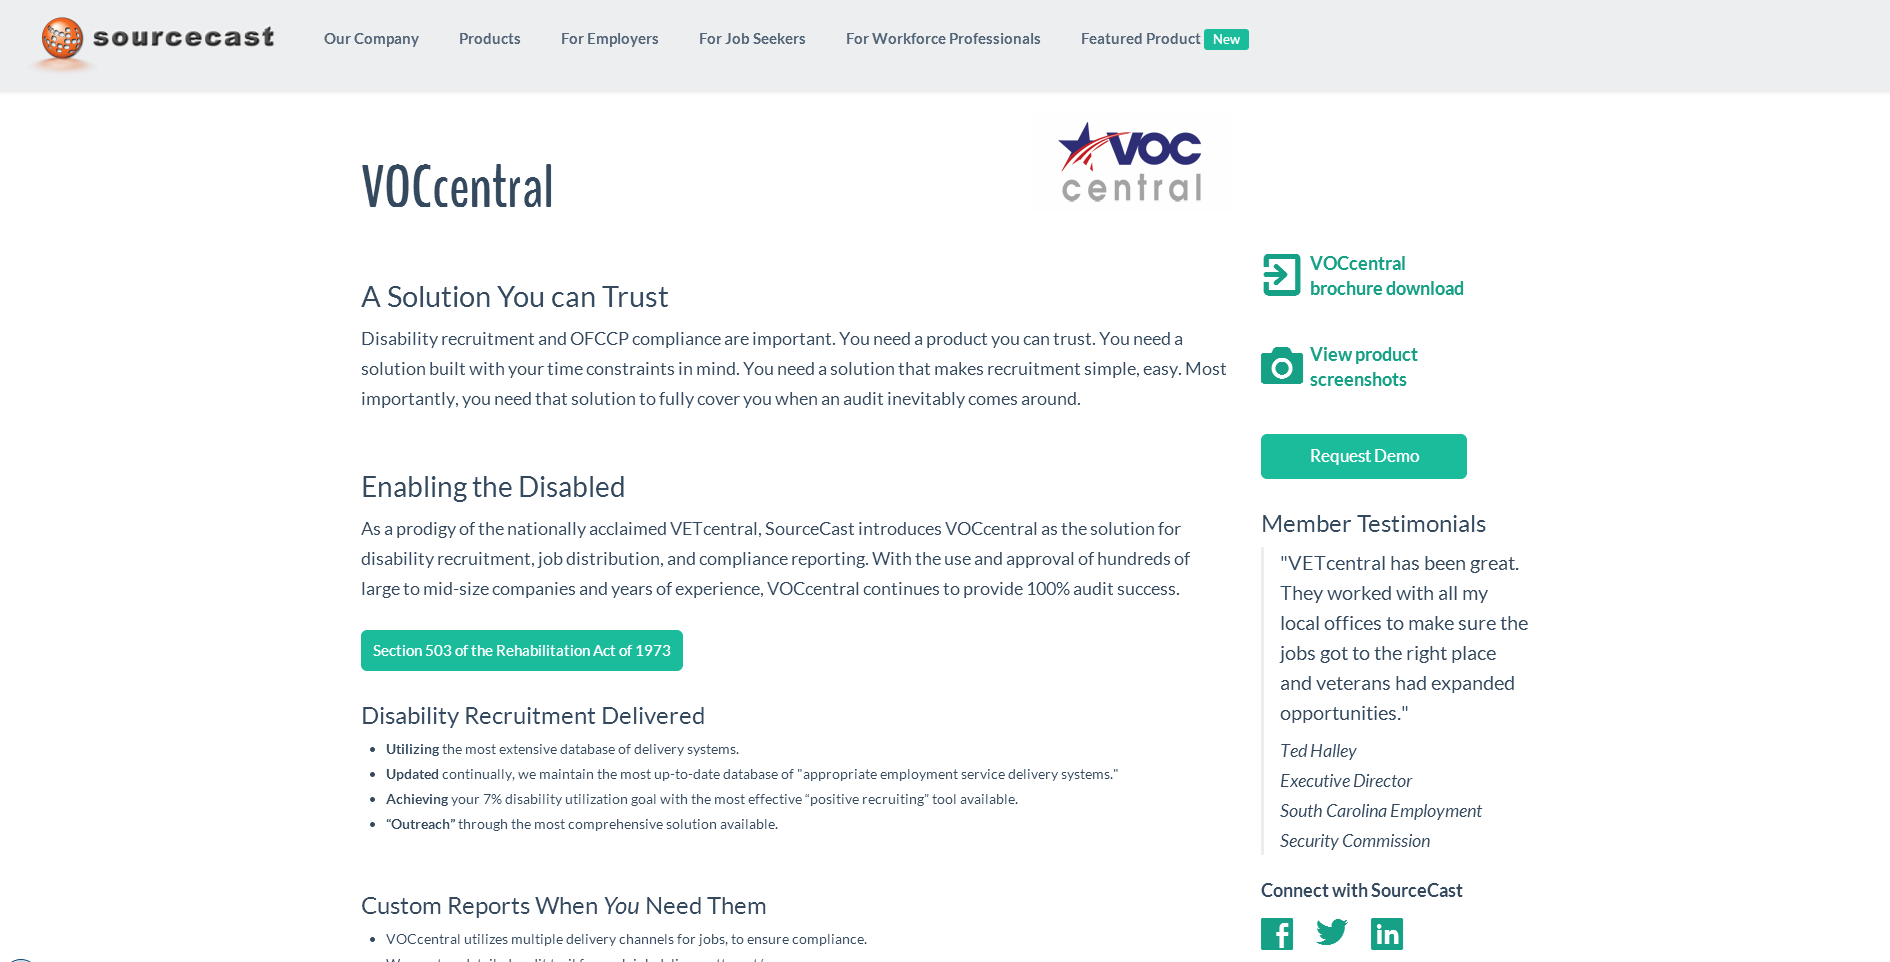 sourcecast
Our Company
Products
For Employers
For Job Seekers
For Workforce Professionals
Featured Product New
VOC
central
VOCcentral
A Solution You can Trust
Disability recruitment and OFCCP compliance are important. You need a product you can trust. You need a
solution built with your time constraints in mind. You need a solution that makes recruitment simple, easy. Most
importantly, you need that solution to fully cover you when an audit inevitably comes around.
Enabling the Disabled
As a prodigy of the nationally acclaimed VETcentral, SourceCast introduces VOCcentral as the solution for
disability recruitment, job distribution, and compliance reporting. With the use and approval of hundreds of
large to mid-size companies and years of experience, VOCcentral continues to provide 100% audit success.
Section 503 of the Rehabilitation Act of 1973
Disability Recruitment Delivered
• Utilizing the most extensive database of delivery systems.
• Updated continually, we maintain the most up-to-date database of "appropriate employment service delivery systems."
• Achieving your 7% disability utilization goal with the most effective “positive recruiting” tool available.
• “Outreach” through the most comprehensive solution available.
Custom Reports When You Need Them
• VOCcentral utilizes multiple delivery channels for jobs, to ensure compliance.
VOCcentral
brochure download
View product
screenshots
Request Demo
Member Testimonials
"VETcentral has been great.
They worked with all my
local offices to make sure the
jobs got to the right place
and veterans had expanded
opportunities."
Ted Halley
Executive Director
South Carolina Employment
Security Commission
Connect with SourceCast